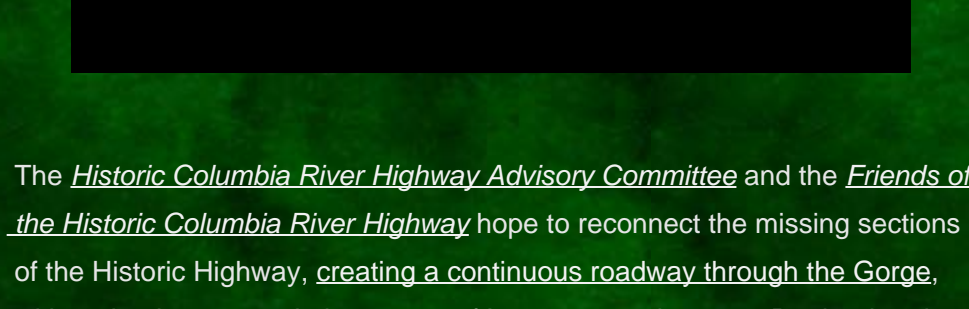 The Historic Columbia River Highway Advisory Committee and the Friends of
the Historic Columbia River Highway hope to reconnect the missing sections
of the Historic Highway, creating a continuous roadway through the Gorge,